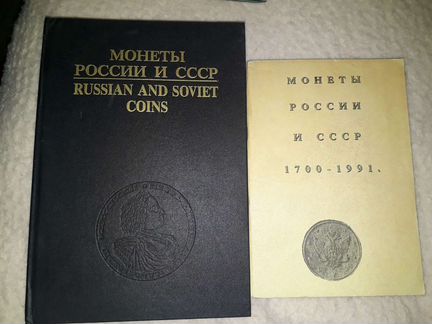 МОНЕТЫ
РОССИИ И СССР
RUSSIAN AND SOVIET
COINS
МОНЕТЫ
РОССИИ
И СССР
1700-1991.